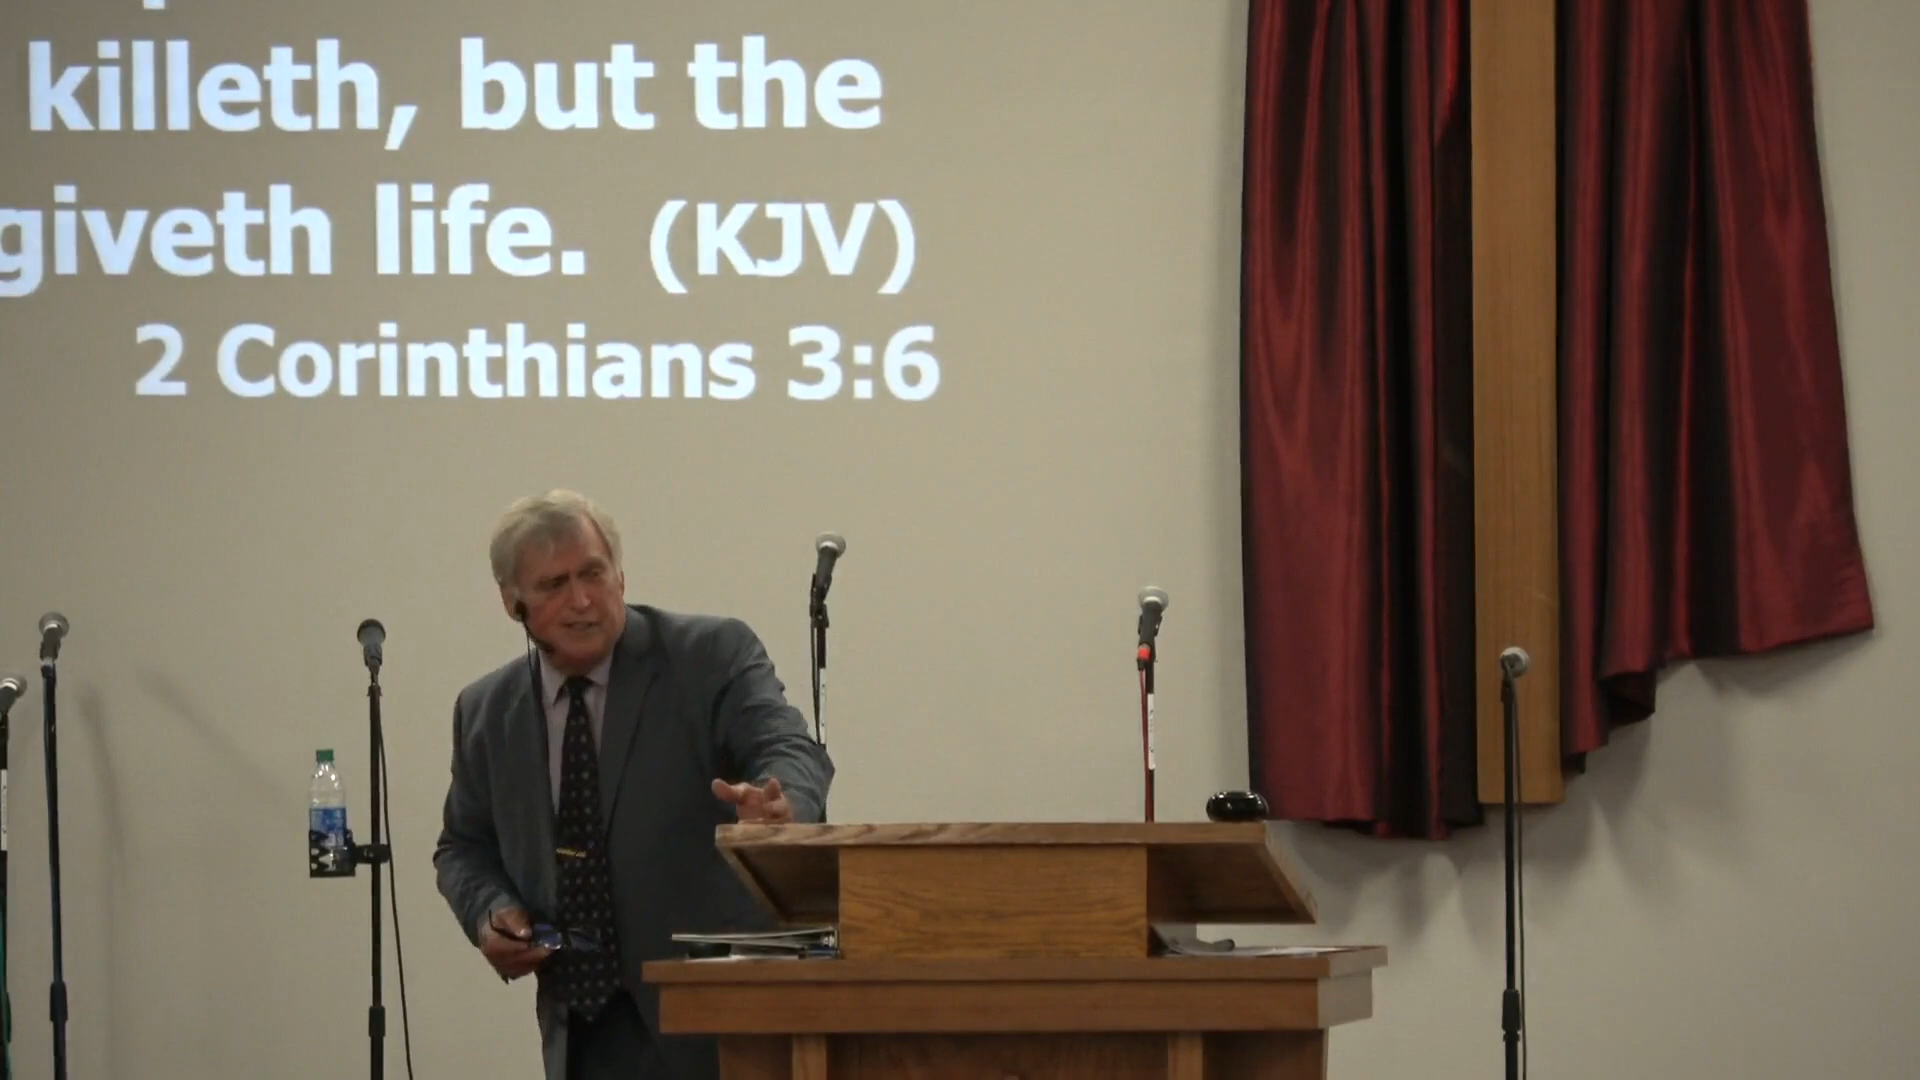 killeth, but the
giveth life. (KJV)
2 Corinthians 3:6